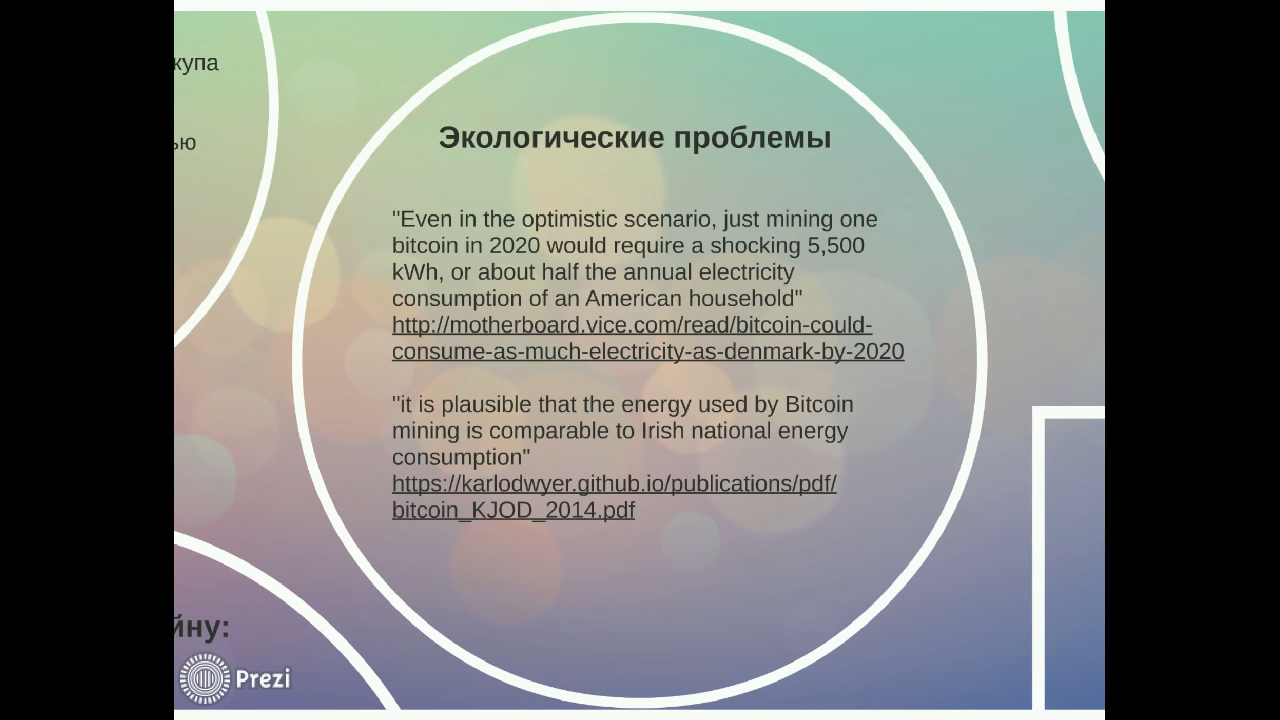 Экологические проблемы
"Even in the optimistic scenario, just mining one
bitcoin in 2020 would require a shocking 5,500
kWh, or about half the annual electricity
consumption of an American household"
http://motherboard.vice.com/read/bitcoin-could-
consume-as-much-electricity-as-denmark-by-2020
"it is plausible that the energy used by Bitcoin
mining is comparable to Irish national energy
consumption"
https://karlodwyer.github.io/publications/pdf/
bitcoin_KJOD_2014.pdf
купа
ью
йну:
Prezi